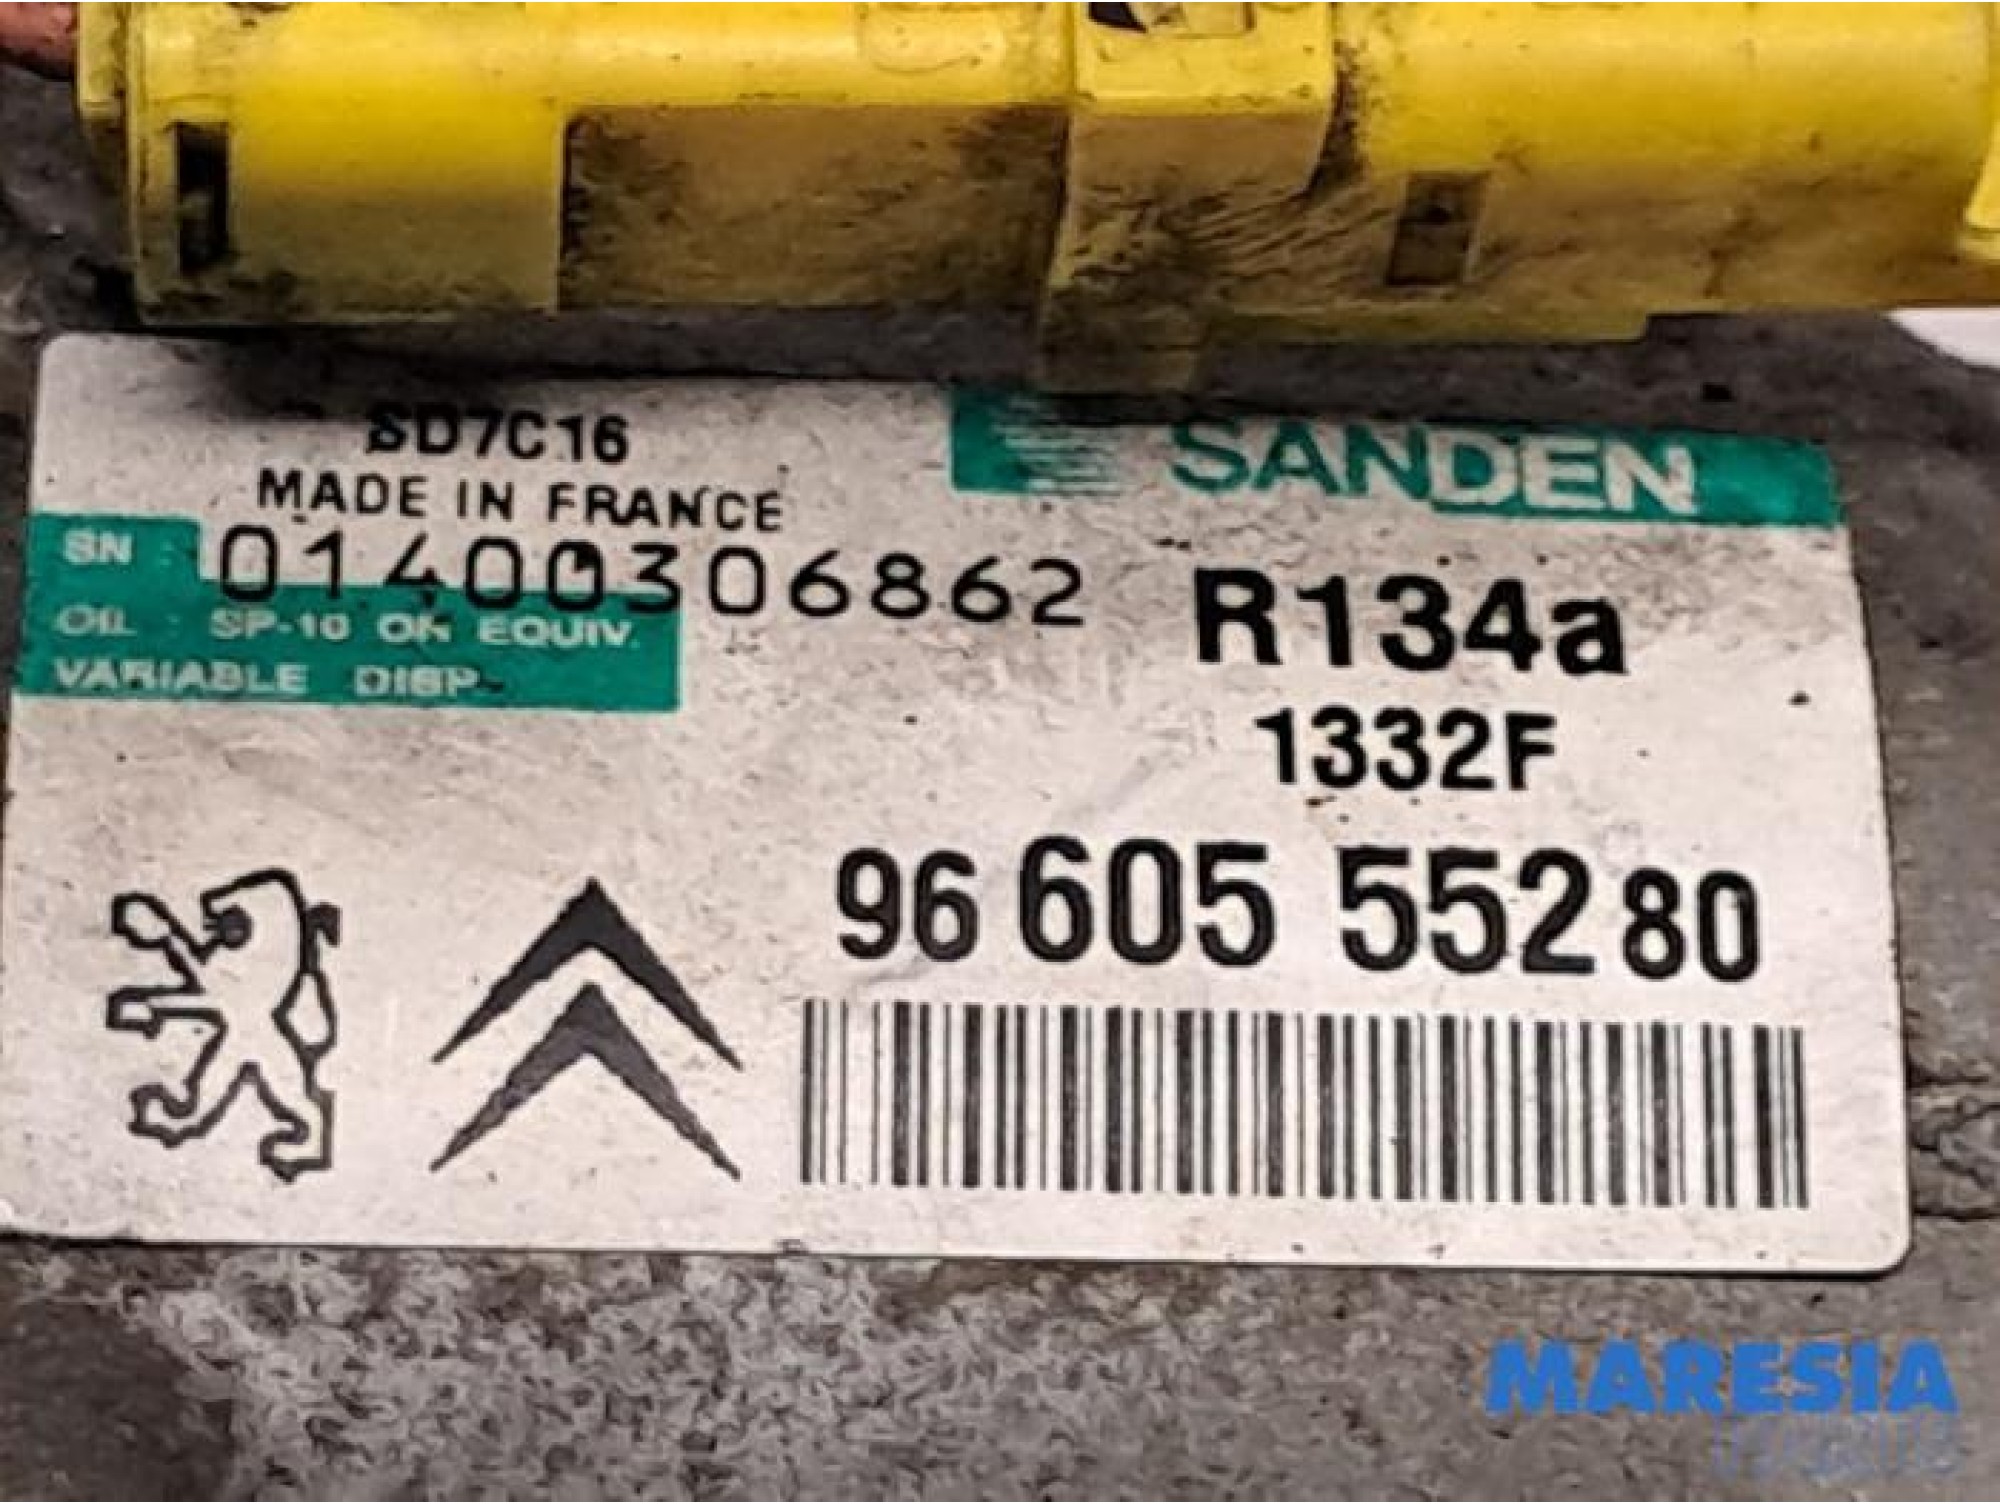 SD7C16
SANDEN
MADE IN FRANCE
SN : 01400306862
R134a
OIL : SP-10 OR EQUIV.
VARIABLE DISP.
1332F
96 605 552 80
MARESIA
PARTS